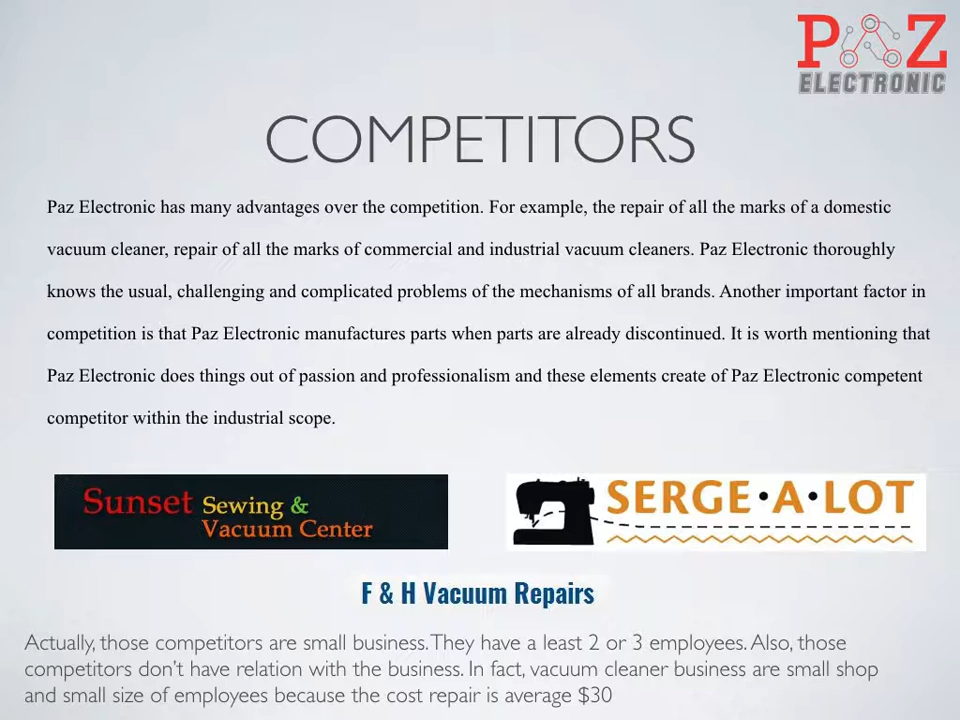 PAZ
ELECTRONIC
COMPETITORS
Paz Electronic has many advantages over the competition. For example, the repair of all the marks of a domestic
vacuum cleaner, repair of all the marks of commercial and industrial vacuum cleaners. Paz Electronic thoroughly
knows the usual, challenging and complicated problems of the mechanisms of all brands. Another important factor in
competition is that Paz Electronic manufactures parts when parts are already discontinued. It is worth mentioning that
Paz Electronic does things out of passion and professionalism and these elements create of Paz Electronic competent
competitor within the industrial scope.
Sunset Sewing &
Vacuum Center
SERGE•A•LOT
F & H Vacuum Repairs
Actually, those competitors are small business. They have a least 2 or 3 employees. Also, those
competitors don't have relation with the business. In fact, vacuum cleaner business are small shop
and small size of employees because the cost repair is average $30